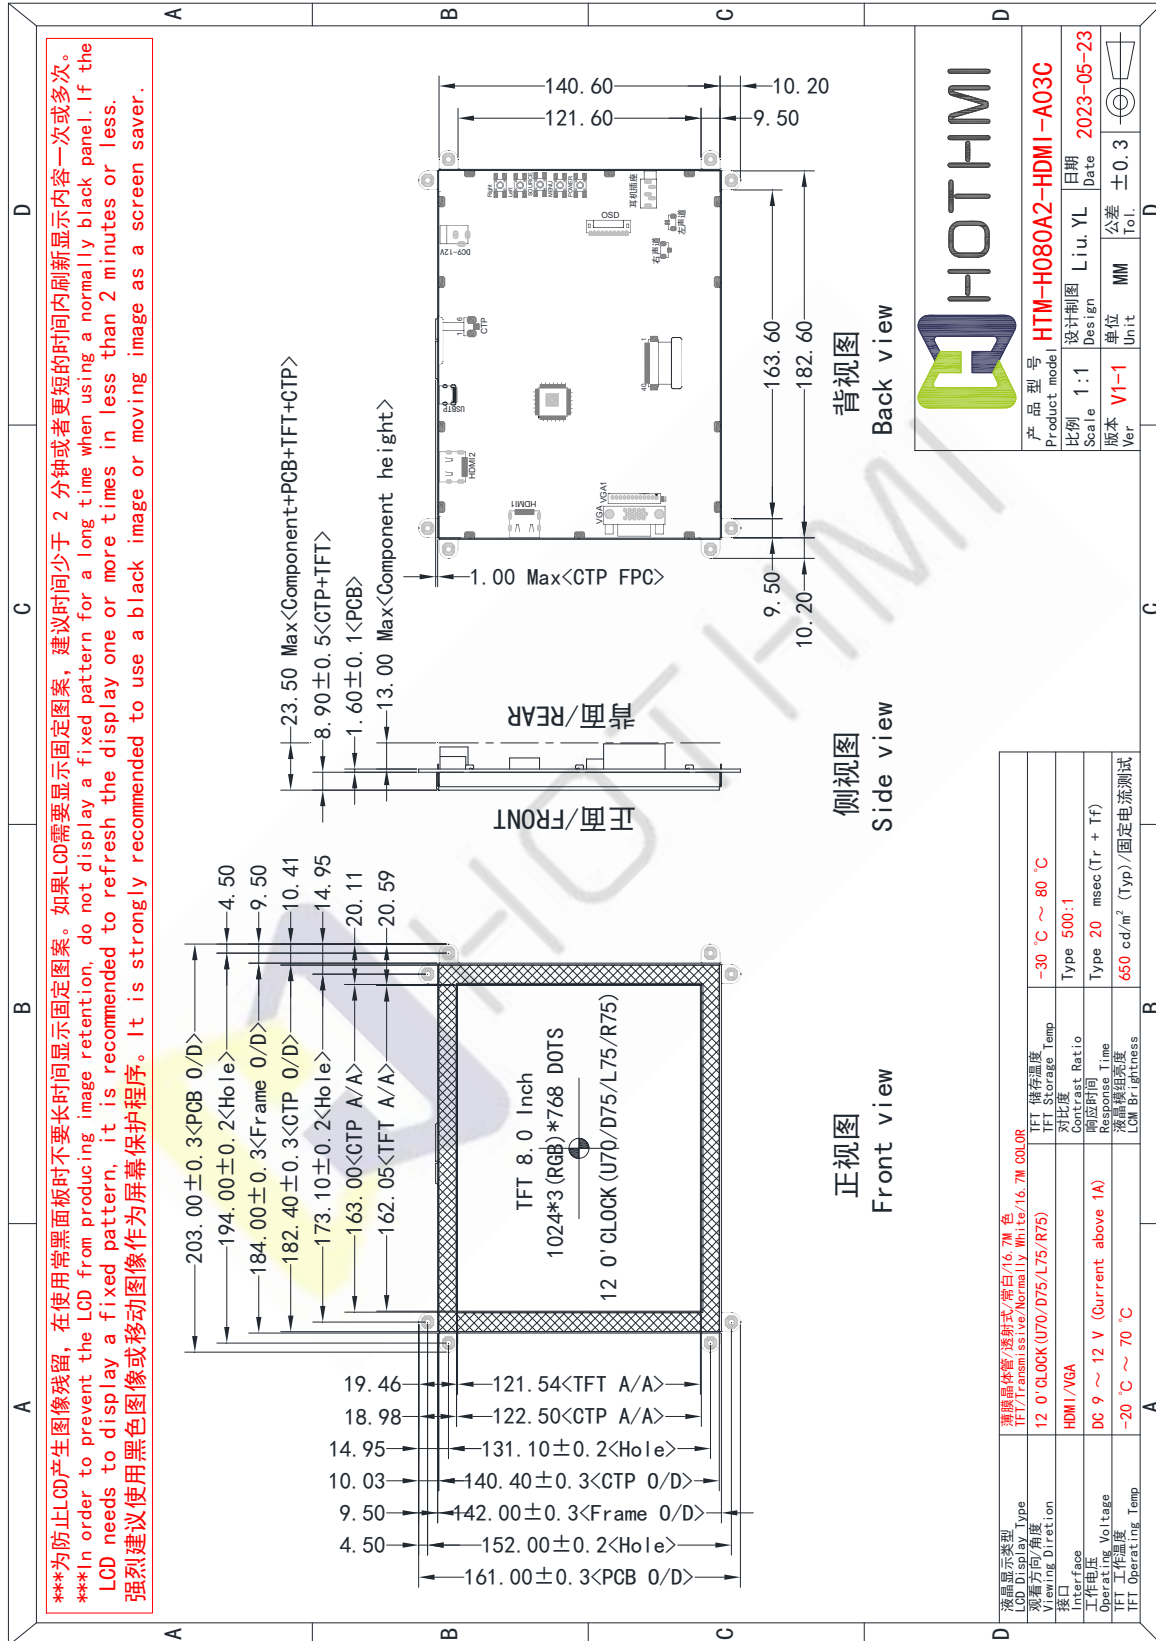 ***为防止LCD产生图像残留，在使用常黑面板时不要长时间显示固定图案。如果LCD需要显示固定图案，建议时间少于 2 分钟或者更短的时间内刷新显示内容一次或多次。
***In order to prevent the LCD from producing image retention, do not display a fixed pattern for a long time when using a normally black panel.If the
LCD needs to display a fixed pattern, it is recommended to refresh the display one or more times in less than 2 minutes or less.
强烈建议使用黑色图像或移动图像作为屏幕保护程序。It is strongly recommended to use a black image or moving image as a screen saver.
A
B
C
D
A
B
C
D
A
B
C
D
A
B
C
D
203.00±0.3<PCB O/D>
4.50
194.00±0.2<Hole>
9.50
184.00±0.3<Frame O/D>
10.41
182.40±0.3<CTP O/D>
14.95
173.10±0.2<Hole>
20.11
163.00<CTP A/A>
20.59
162.05<TFT A/A>
19.46
121.54<TFT A/A>
18.98
122.50<CTP A/A>
14.95
131.10±0.2<Hole>
10.03
140.40±0.3<CTP O/D>
9.50
142.00±0.3<Frame O/D>
4.50
152.00±0.2<Hole>
161.00±0.3<PCB O/D>
TFT 8.0 Inch
1024*3(RGB)*768 DOTS
12 O'CLOCK(U70/D75/L75/R75)
正视图
Front view
23.50 Max<Component+PCB+TFT+CTP>
8.90±0.5<CTP+TFT>
1.60±0.1<PCB>
13.00 Max<Component height>
正面/FRONT
背面/REAR
侧视图
Side view
1.00 Max<CTP FPC>
140.60
10.20
121.60
9.50
163.60
9.50
182.60
10.20
HDMI1
HDMI2
USBTP
CTP
1
6
DC9-12V
Right
Left
SOURCE
MENU
POWER
OSD
耳机插座
左声道
右声道
40
1
VGA
VGA1
背视图
Back view
HOTHMI
液晶显示类型
LCD Display Type
薄膜晶体管/透射式/常白/16.7M 色
TFT/Transmissive/Normally White/16.7M COLOR
观看方向/角度
Viewing Diretion
12 O'CLOCK(U70/D75/L75/R75)
接口
Interface
HDMI/VGA
工作电压
Operating Voltage
DC 9 ～ 12 V (Current above 1A)
TFT 工作温度
TFT Operating Temp
-20 ℃ ～ 70 ℃
TFT 储存温度
TFT Storage Temp
-30 ℃ ～ 80 ℃
对比度
Contrast Ratio
Type 500:1
响应时间
Response Time
Type 20 msec(Tr + Tf)
液晶模组亮度
LCM Brightness
650 cd/m² (Typ)/固定电流测试
HOTHMI
产品型号
Product model
HTM-H080A2-HDMI-A03C
比例
Scale
1:1
设计制图
Design
Liu.YL
日期
Date
2023-05-23
版本
Ver
V1-1
单位
Unit
MM
公差
Tol.
±0.3